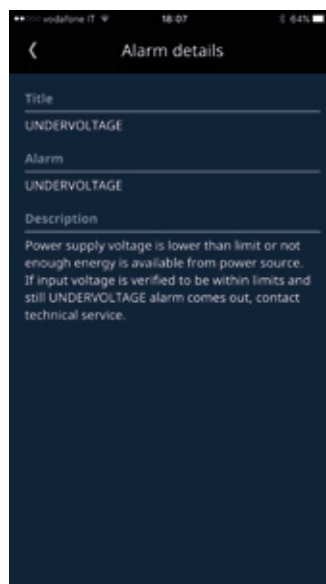 vodafone IT 18:07 64%
Alarm details
Title
UNDERVOLTAGE
Alarm
UNDERVOLTAGE
Description
Power supply voltage is lower than limit or not
enough energy is available from power source.
If input voltage is verified to be within limits and
still UNDERVOLTAGE alarm comes out, contact
technical service.